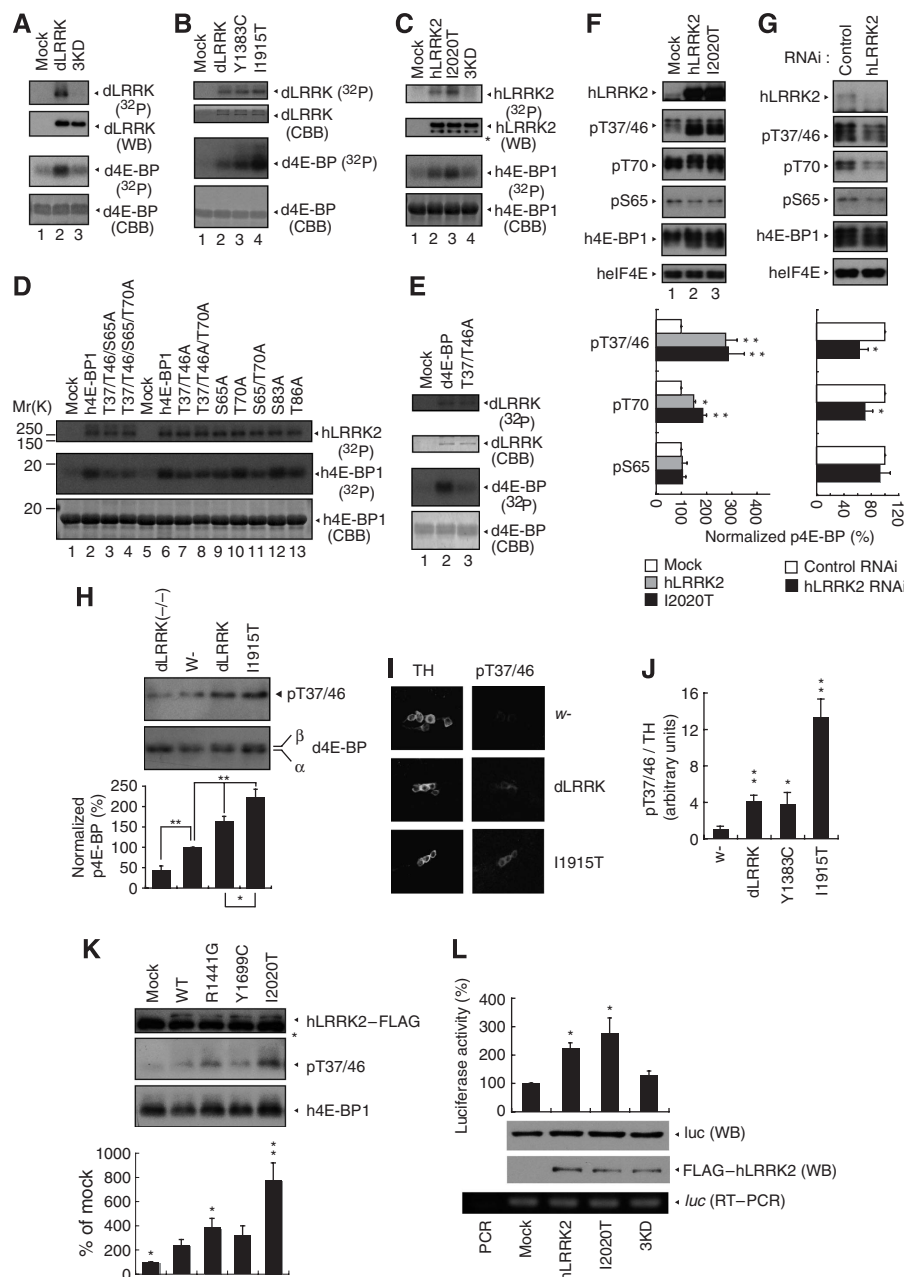 A
Mock
dLRRK
3KD
dLRRK
(32P)
dLRRK
(WB)
d4E-BP
(32P)
d4E-BP
(CBB)
1 2 3
B
Mock
dLRRK
Y1383C
I1915T
dLRRK (32P)
dLRRK
(CBB)
d4E-BP (32P)
d4E-BP
(CBB)
1 2 3 4
C
Mock
hLRRK2
I2020T
3KD
hLRRK2
(32P)
hLRRK2
* (WB)
h4E-BP1
(32P)
h4E-BP1
(CBB)
1 2 3 4
D
Mock
h4E-BP1
T37/T46/S65A
T37/T46/S65/T70A
Mock
h4E-BP1
T37/T46A
T37/T46A/T70A
S65A
T70A
S65/T70A
S83A
T86A
Mr(K)
250
150
hLRRK2
(32P)
20
h4E-BP1
(32P)
20
h4E-BP1
(CBB)
1 2 3 4 5 6 7 8 9 10 11 12 13
E
Mock
d4E-BP
T37/T46A
dLRRK
(32P)
dLRRK
(CBB)
d4E-BP
(32P)
d4E-BP
(CBB)
1 2 3
F
Mock
hLRRK2
I2020T
hLRRK2
pT37/46
pT70
pS65
h4E-BP1
heIF4E
1 2 3
pT37/46
* *
* *
pT70
*
* *
pS65
0 100 200 400
Mock
hLRRK2
I2020T
G
RNAi :
Control
hLRRK2
hLRRK2
pT37/46
pT70
pS65
h4E-BP1
heIF4E
*
*
0 40 80 120
Normalized p4E-BP (%)
Control RNAi
hLRRK2 RNAi
H
dLRRK(−/−)
W-
dLRRK
I1915T
pT37/46
β
d4E-BP
α
Normalized
p4E-BP (%)
250
200
150
100
50
0
**
**
*
I
TH pT37/46
w-
dLRRK
I1915T
J
pT37/46 / TH
(arbitrary units)
16
12
8
4
0
* *
*
* *
w-
dLRRK
Y1383C
I1915T
K
Mock
WT
R1441G
Y1699C
I2020T
hLRRK2–FLAG
*
pT37/46
h4E-BP1
% of mock
1000
800
600
400
200
0
*
*
* *
L
Luciferase activity (%)
400
300
200
100
0
*
*
luc (WB)
FLAG–hLRRK2 (WB)
luc (RT–PCR)
PCR
Mock
hLRRK2
I2020T
3KD